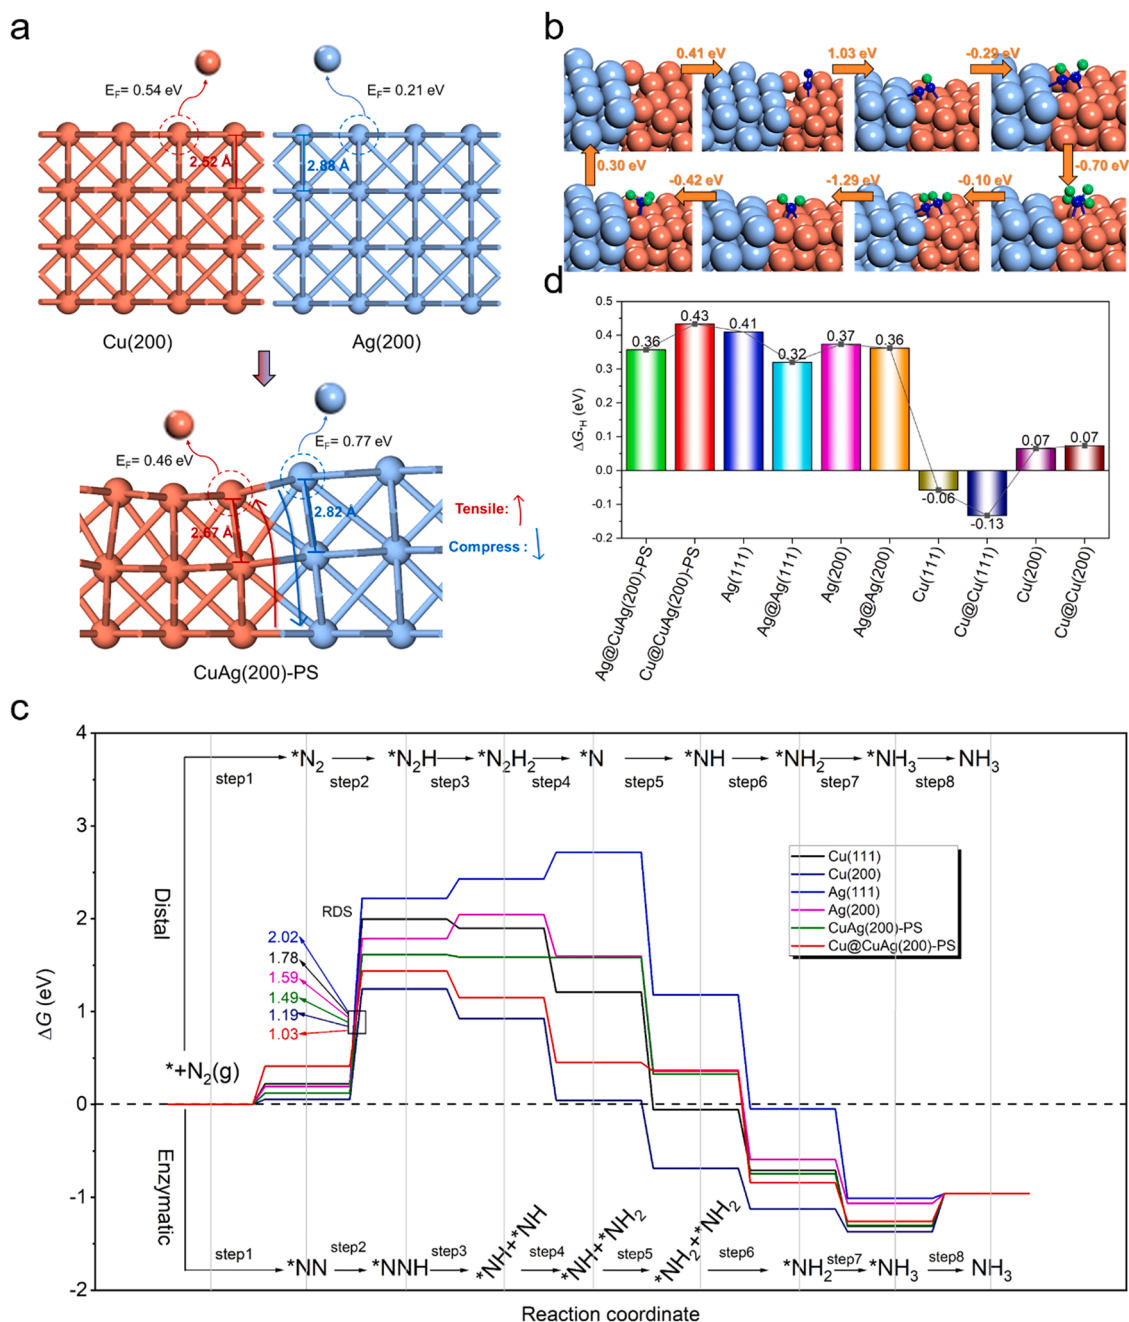 a
E_F= 0.54 eV
E_F= 0.21 eV
2.52 Å
2.88 Å
Cu(200)
Ag(200)
E_F= 0.46 eV
E_F= 0.77 eV
2.67 Å
2.82 Å
Tensile:
Compress :
CuAg(200)-PS
b
0.41 eV
1.03 eV
-0.29 eV
0.30 eV
-0.42 eV
-1.29 eV
-0.10 eV
-0.70 eV
d
0.5
0.4
0.3
0.2
0.1
0.0
-0.1
-0.2
ΔG*H (eV)
0.36
0.43
0.41
0.32
0.37
0.36
-0.06
-0.13
0.07
0.07
Ag@CuAg(200)-PS
Cu@CuAg(200)-PS
Ag(111)
Ag@Ag(111)
Ag(200)
Ag@Ag(200)
Cu(111)
Cu@Cu(111)
Cu(200)
Cu@Cu(200)
c
4
3
2
1
0
-1
-2
ΔG (eV)
*N₂ *N₂H *N₂H₂ *N *NH *NH₂ *NH₃ NH₃
step1 step2 step3 step4 step5 step6 step7 step8
Distal
RDS
2.02
1.78
1.59
1.49
1.19
1.03
Cu(111)
Cu(200)
Ag(111)
Ag(200)
CuAg(200)-PS
Cu@CuAg(200)-PS
*+N₂(g)
Enzymatic
step1 step2 step3 step4 step5 step6 step7 step8
*NN *NNH *NH+*NH *NH+*NH₂ *NH₂+*NH₂ *NH₂ *NH₃ NH₃
Reaction coordinate